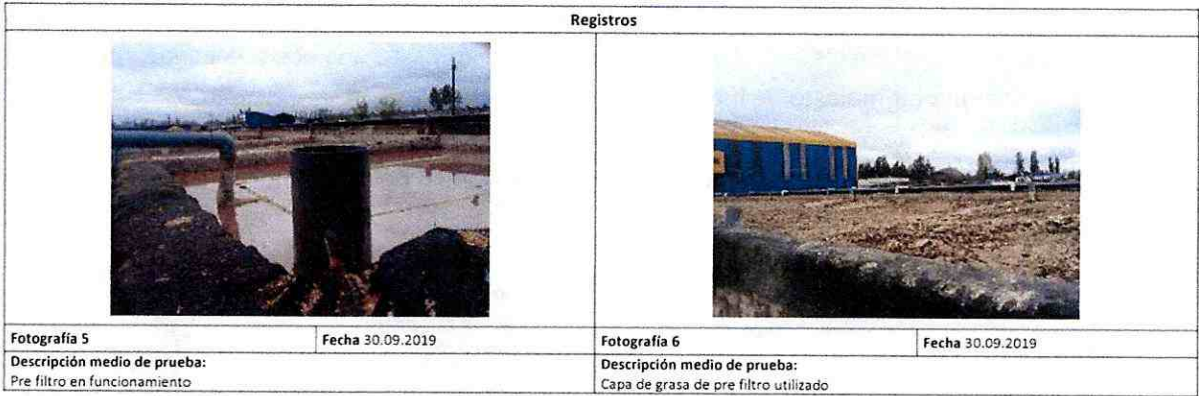 Registros
Fotografía 5
Fecha 30.09.2019
Fotografía 6
Fecha 30.09.2019
Descripción medio de prueba:
Pre filtro en funcionamiento
Descripción medio de prueba:
Capa de grasa de pre filtro utilizado